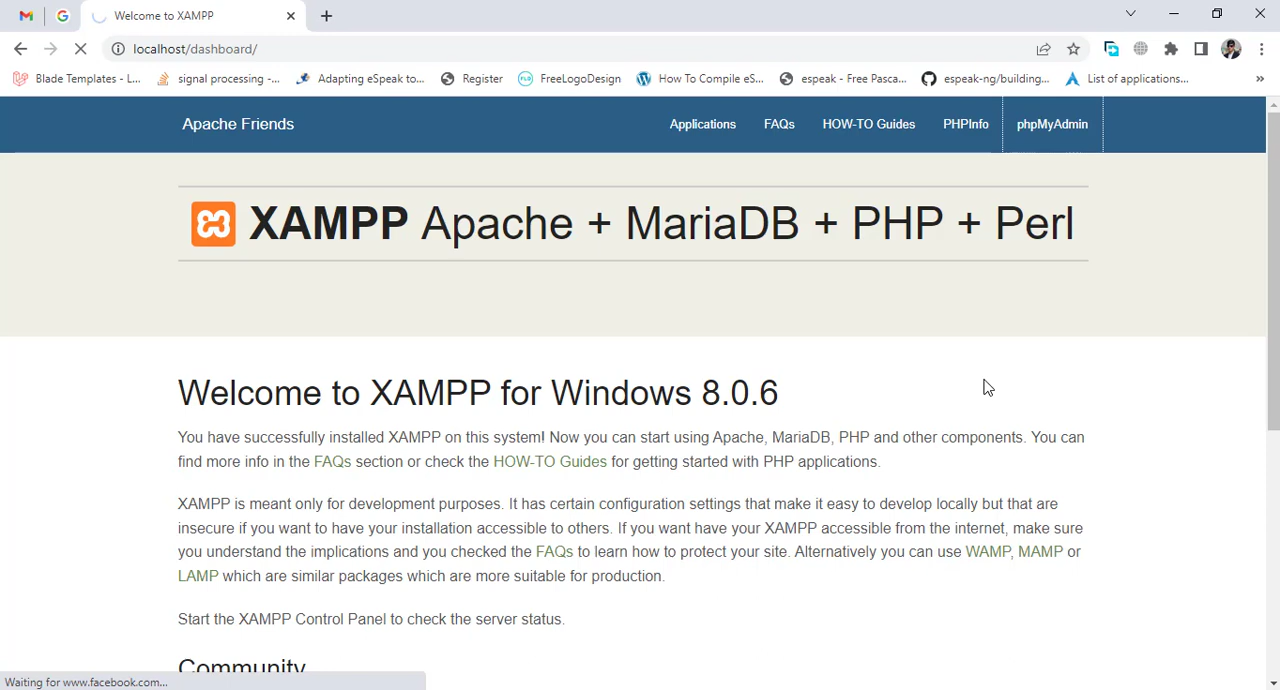 Welcome to XAMPP
localhost/dashboard/
Blade Templates - L... signal processing -... Adapting eSpeak to... Register FreeLogoDesign How To Compile eS... espeak - Free Pasca... espeak-ng/building... List of applications... »
Apache Friends Applications FAQs HOW-TO Guides PHPInfo phpMyAdmin
XAMPP Apache + MariaDB + PHP + Perl
Welcome to XAMPP for Windows 8.0.6
You have successfully installed XAMPP on this system! Now you can start using Apache, MariaDB, PHP and other components. You can
find more info in the FAQs section or check the HOW-TO Guides for getting started with PHP applications.
XAMPP is meant only for development purposes. It has certain configuration settings that make it easy to develop locally but that are
insecure if you want to have your installation accessible to others. If you want have your XAMPP accessible from the internet, make sure
you understand the implications and you checked the FAQs to learn how to protect your site. Alternatively you can use WAMP, MAMP or
LAMP which are similar packages which are more suitable for production.
Start the XAMPP Control Panel to check the server status.
Community
Waiting for www.facebook.com...